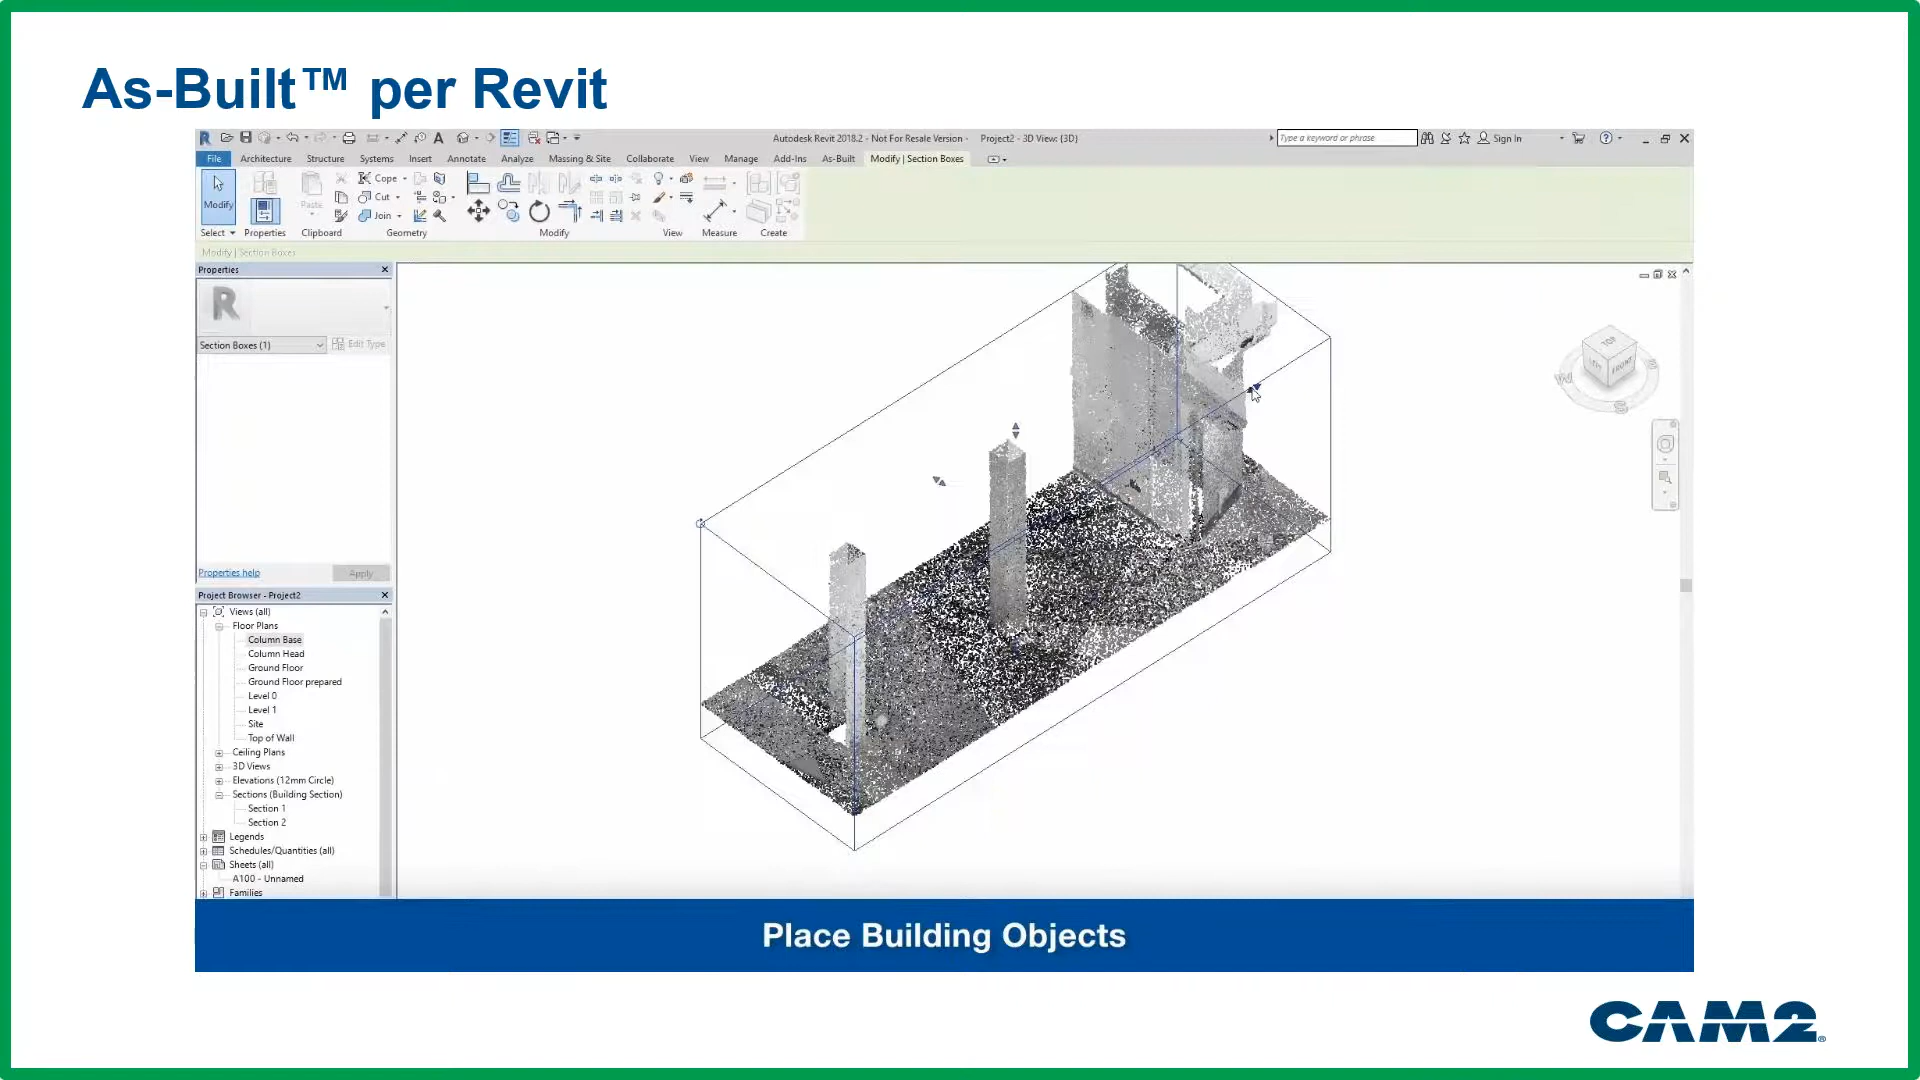 As-Built™ per Revit
Autodesk Revit 2018.2 - Not For Resale Version - Project2 - 3D View: {3D}
Type a keyword or phrase
Sign In
File Architecture Structure Systems Insert Annotate Analyze Massing & Site Collaborate View Manage Add-Ins As-Built Modify | Section Boxes
Modify
Paste
Cope
Cut
Join
Select Properties Clipboard Geometry Modify View Measure Create
Modify | Section Boxes
Properties
R
Section Boxes (1)
Edit Type
TOP
LEFT
FRONT
W
S
Properties help
Apply
Project Browser - Project2
Views (all)
Floor Plans
Column Base
Column Head
Ground Floor
Ground Floor prepared
Level 0
Level 1
Site
Top of Wall
Ceiling Plans
3D Views
Elevations (12mm Circle)
Sections (Building Section)
Section 1
Section 2
Legends
Schedules/Quantities (all)
Sheets (all)
A100 - Unnamed
Families
Place Building Objects
CAM2®